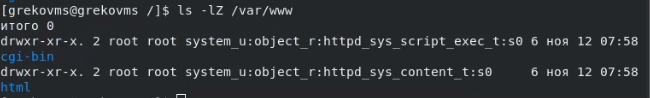 [grekovms@grekovms /]$ ls -lZ /var/www
итого 0
drwxr-xr-x. 2 root root system_u:object_r:httpd_sys_script_exec_t:s0 6 ноя 12 07:58
cgi-bin
drwxr-xr-x. 2 root root system_u:object_r:httpd_sys_content_t:s0     6 ноя 12 07:58
html